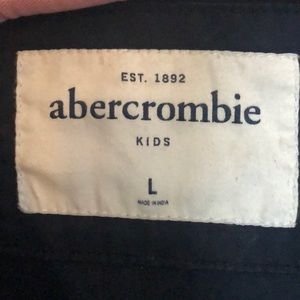 EST. 1892
abercrombie
KIDS
L
MADE IN INDIA